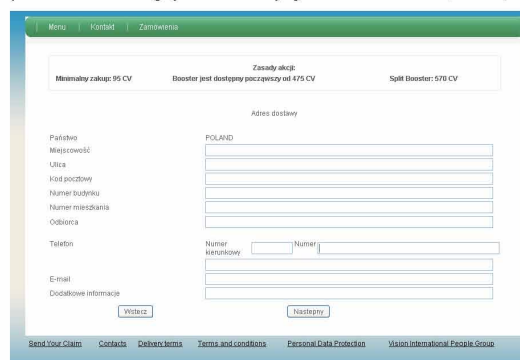 Menu | Kontakt | Zamowienia
Zasady akcji:
Minimalny zakup: 95 CV Booster jest dostępny począwszy od 475 CV Split Booster: 570 CV
Adres dostawy
Państwo POLAND
Miejscowość
Ulica
Kod pocztowy
Numer budynku
Numer mieszkania
Odbiorca
Telefon Numer kierunkowy Numer
E-mail
Dodatkowe informacje
Wstecz Następny
Send Your Claim Contacts Delivery terms Terms and conditions Personal Data Protection Vision International People Group